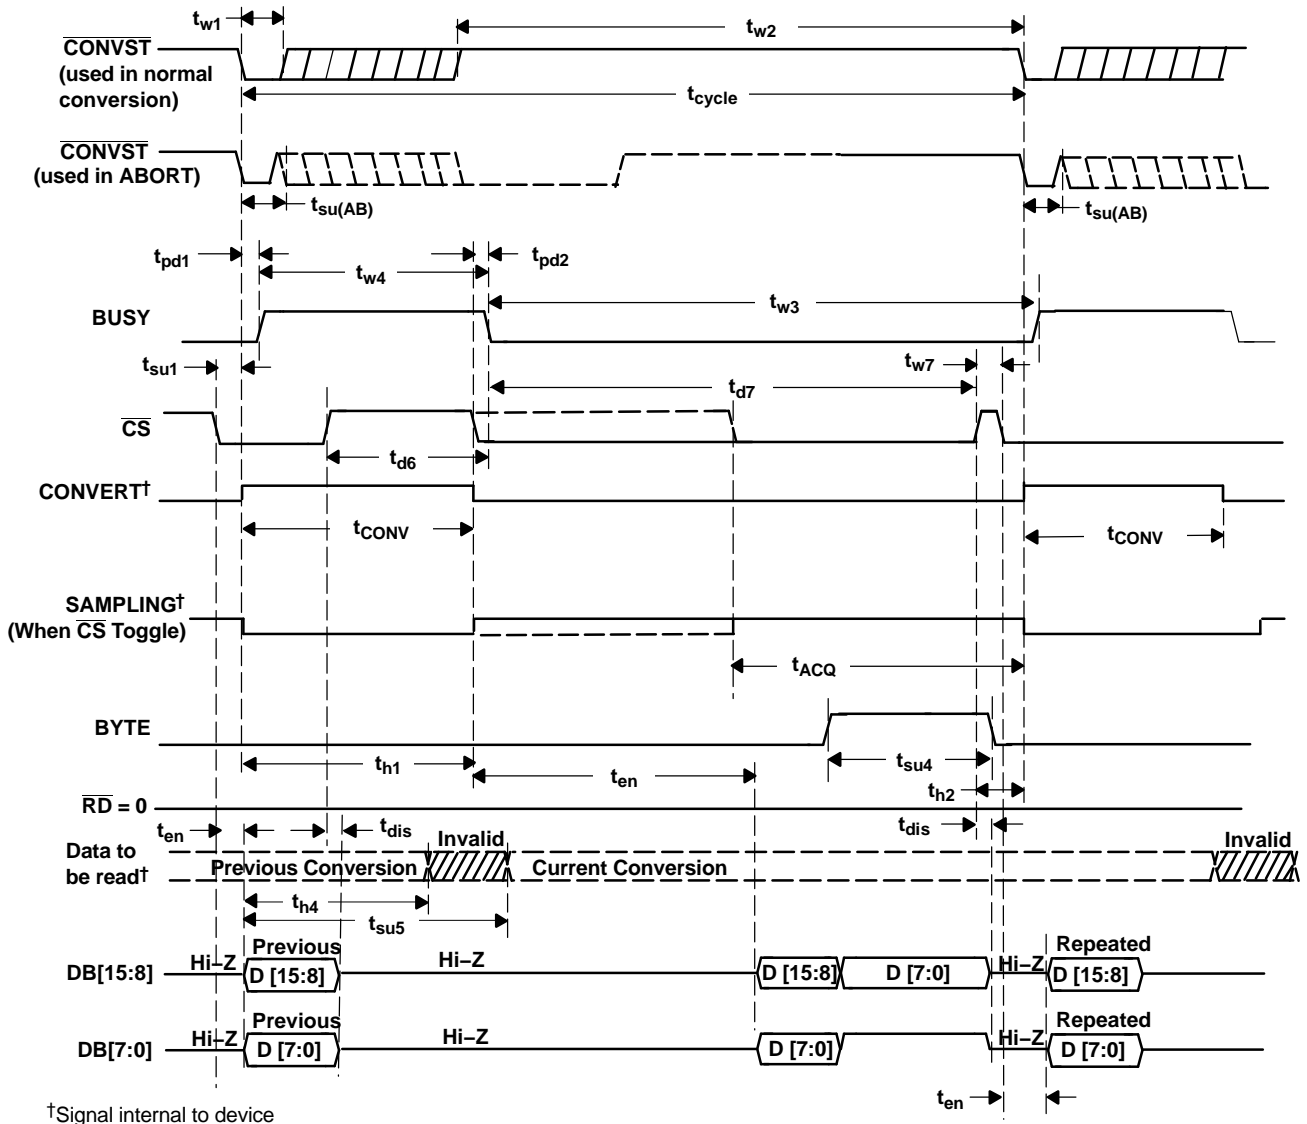 tw1
tw2
CONVST
(used in normal
conversion)
tcycle
CONVST
(used in ABORT)
tsu(AB)
tsu(AB)
tpd1
tw4
tpd2
tw3
BUSY
tsu1
tw7
td7
CS
td6
CONVERT†
tCONV
tCONV
SAMPLING†
(When CS Toggle)
tACQ
BYTE
th1
ten
tsu4
th2
RD = 0
ten
tdis
tdis
Data to
be read†
Previous Conversion
Invalid
Current Conversion
Invalid
th4
tsu5
DB[15:8]
Hi–Z
Previous
D [15:8]
Hi–Z
D [15:8]
D [7:0]
Hi–Z
Repeated
D [15:8]
DB[7:0]
Hi–Z
Previous
D [7:0]
Hi–Z
D [7:0]
Hi–Z
Repeated
D [7:0]
ten
†Signal internal to device